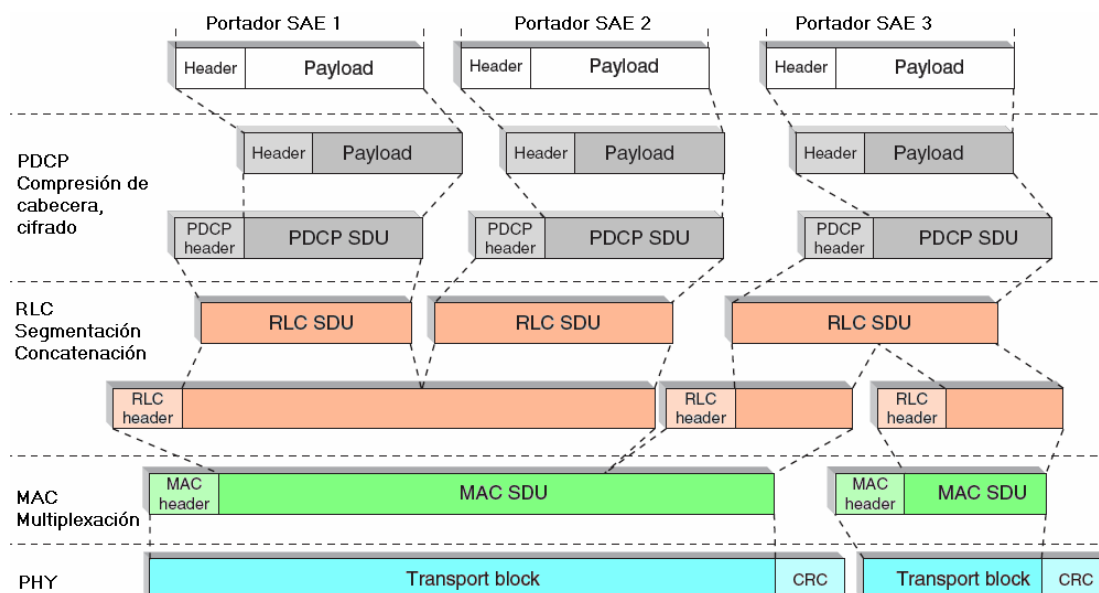 Portador SAE 1 Portador SAE 2 Portador SAE 3
Header Payload Header Payload Header Payload
PDCP
Compresión de
cabecera,
cifrado
Header Payload Header Payload Header Payload
PDCP
header PDCP SDU PDCP
header PDCP SDU PDCP
header PDCP SDU
RLC
Segmentación
Concatenación
RLC SDU RLC SDU RLC SDU
RLC
header RLC
header RLC
header
MAC
Multiplexación
MAC
header MAC SDU MAC
header MAC SDU
PHY
Transport block CRC Transport block CRC